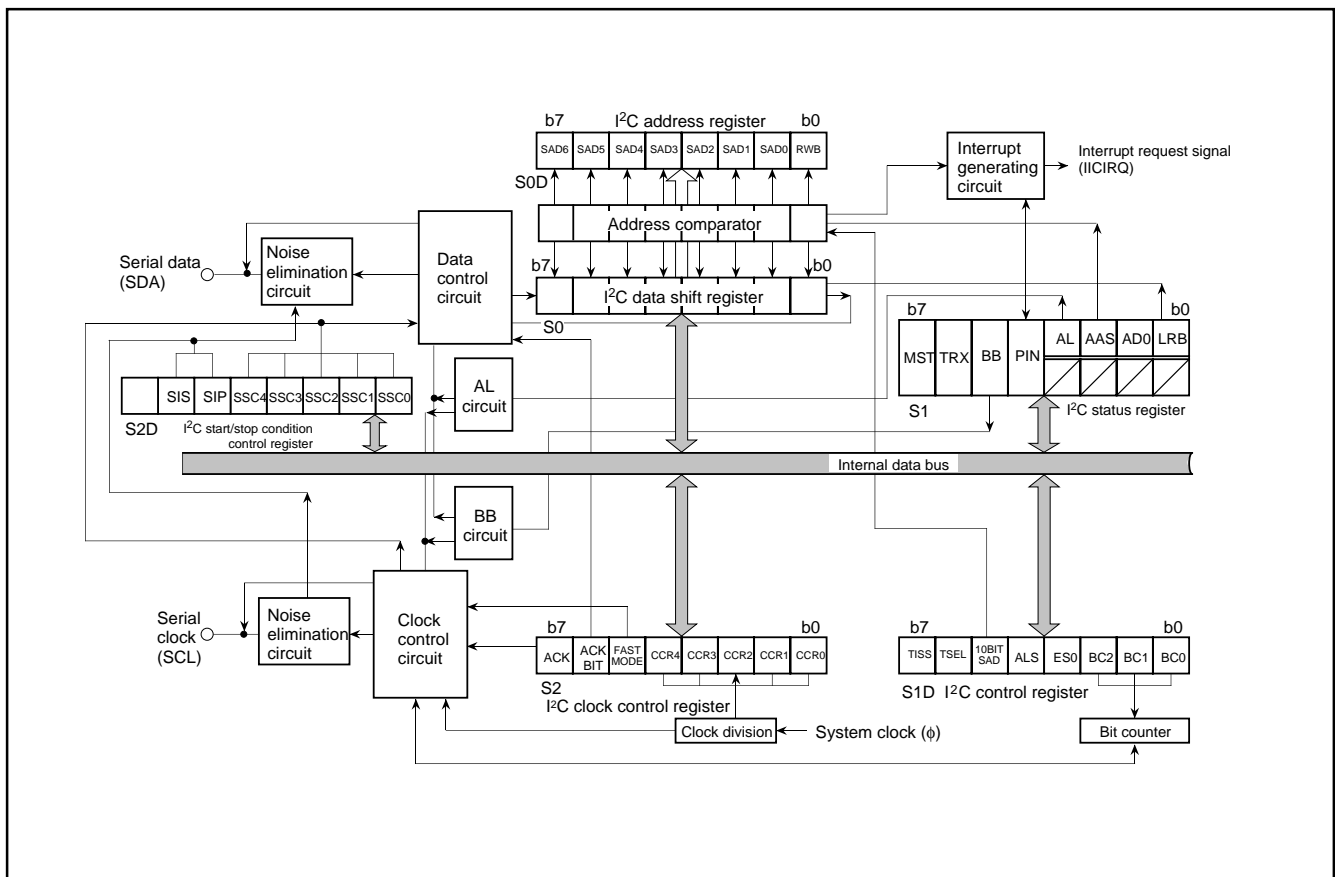 b7 I²C address register b0
SAD6 SAD5 SAD4 SAD3 SAD2 SAD1 SAD0 RWB
S0D
Interrupt
generating
circuit
Interrupt request signal
(IICIRQ)
Address comparator
Serial data
(SDA)
Noise
elimination
circuit
Data
control
circuit
b7 b0
I²C data shift register
S0
b7 b0
MST TRX BB PIN AL AAS AD0 LRB
S1 I²C status register
SIS SIP SSC4 SSC3 SSC2 SSC1 SSC0
S2D I²C start/stop condition
control register
AL
circuit
Internal data bus
BB
circuit
Serial
clock
(SCL)
Noise
elimination
circuit
Clock
control
circuit
b7 b0
ACK ACK
BIT FAST
MODE CCR4 CCR3 CCR2 CCR1 CCR0
S2
I²C clock control register
Clock division
System clock (ϕ)
b7 b0
TISS TSEL 10BIT
SAD ALS ES0 BC2 BC1 BC0
S1D I²C control register
Bit counter